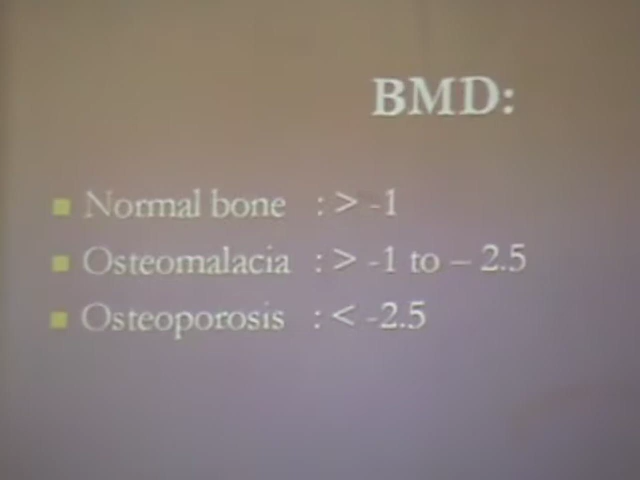 BMD:
Normal bone : > -1
Osteomalacia : > -1 to – 2.5
Osteoporosis : < -2.5